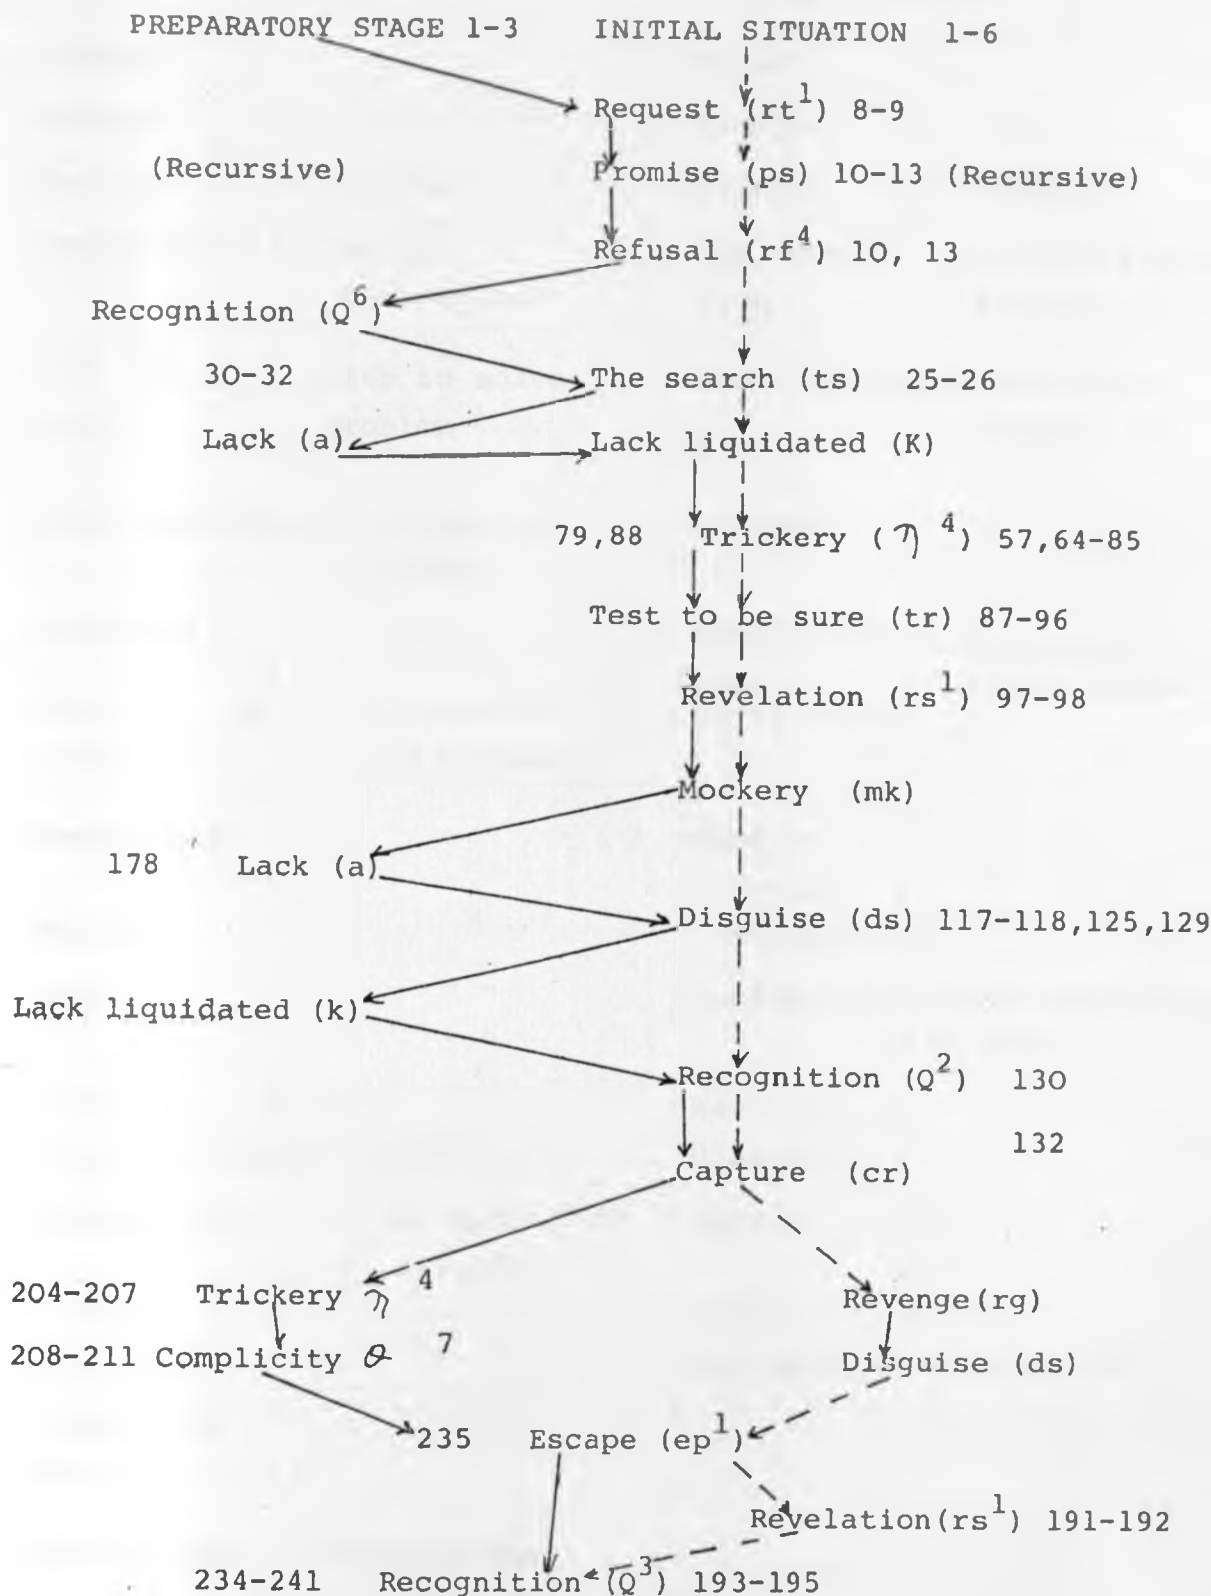 PREPARATORY STAGE 1-3 INITIAL SITUATION 1-6
Request (rt¹) 8-9
(Recursive) Promise (ps) 10-13 (Recursive)
Refusal (rf⁴) 10, 13
Recognition (Q⁶)
30-32 The search (ts) 25-26
Lack (a) Lack liquidated (K)
79,88 Trickery (η⁴) 57,64-85
Test to be sure (tr) 87-96
Revelation (rs¹) 97-98
Mockery (mk)
178 Lack (a)
Disguise (ds) 117-118,125,129
Lack liquidated (k)
Recognition (Q²) 130
132
Capture (cr)
204-207 Trickery η⁴ Revenge(rg)
208-211 Complicity θ⁷ Disguise (ds)
235 Escape (ep¹)
Revelation(rs¹) 191-192
234-241 Recognition (Q³) 193-195